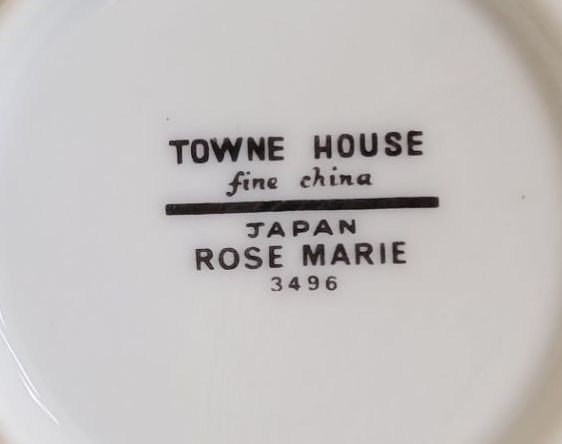 TOWNE HOUSE
fine china
JAPAN
ROSE MARIE
3496